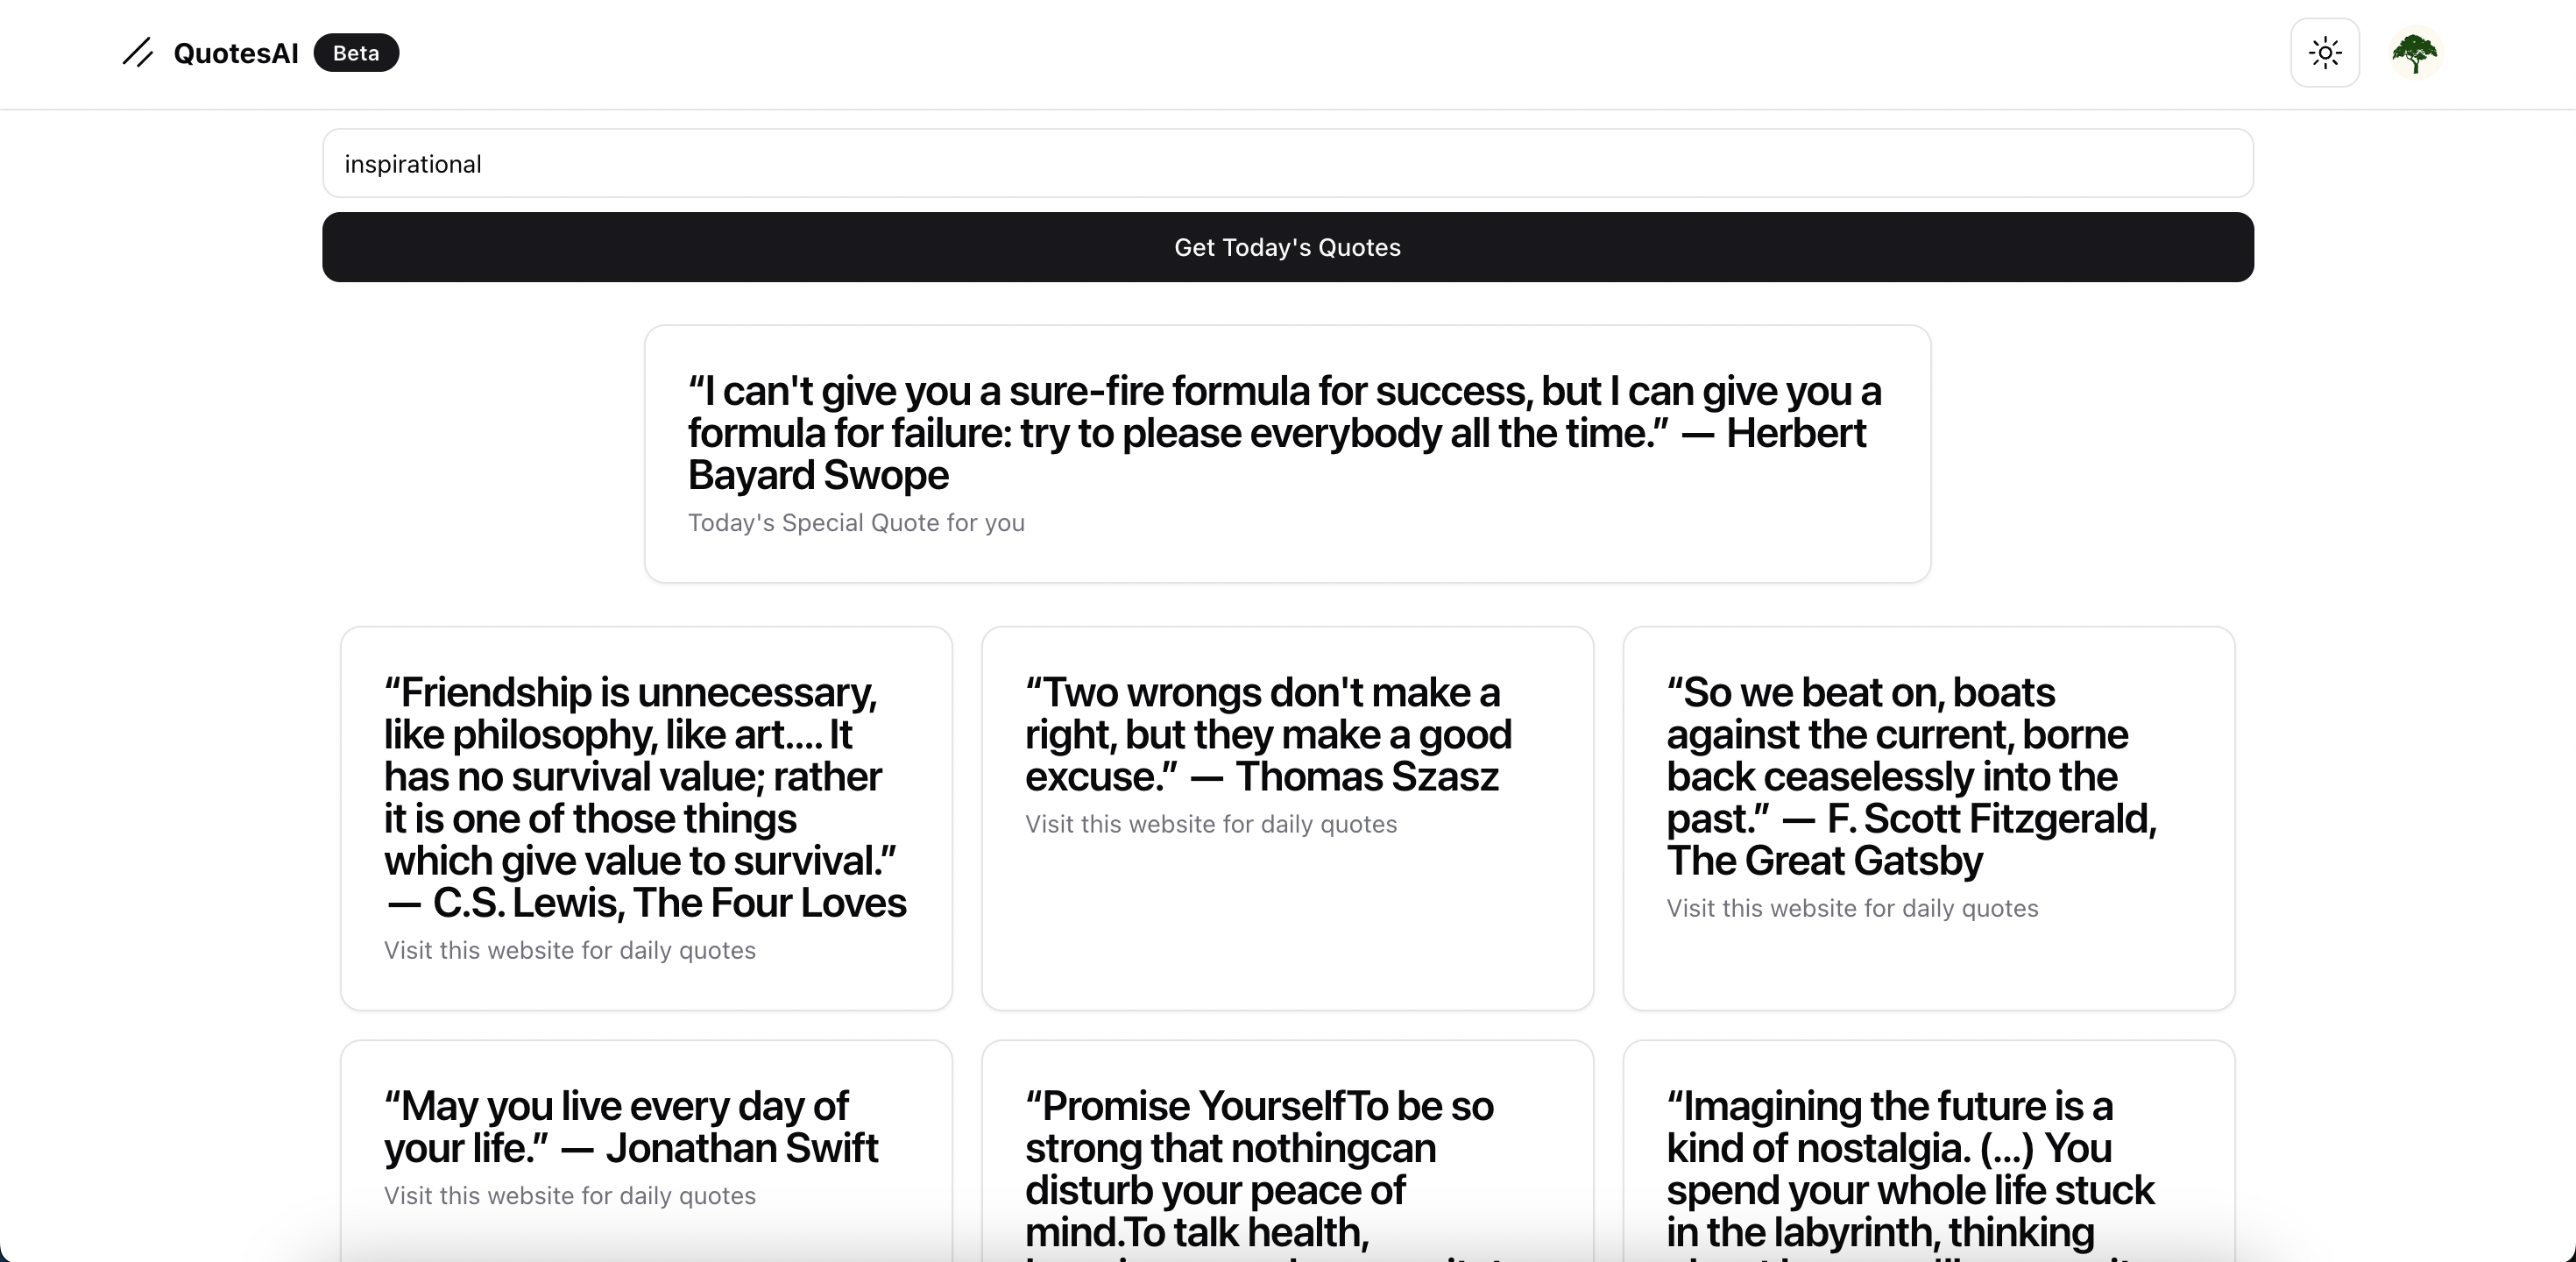 QuotesAI Beta
inspirational
Get Today's Quotes
“I can't give you a sure-fire formula for success, but I can give you a
formula for failure: try to please everybody all the time.” ― Herbert
Bayard Swope
Today's Special Quote for you
“Friendship is unnecessary,
like philosophy, like art.... It
has no survival value; rather
it is one of those things
which give value to survival.”
― C.S. Lewis, The Four Loves
Visit this website for daily quotes
“Two wrongs don't make a
right, but they make a good
excuse.” ― Thomas Szasz
Visit this website for daily quotes
“So we beat on, boats
against the current, borne
back ceaselessly into the
past.” ― F. Scott Fitzgerald,
The Great Gatsby
Visit this website for daily quotes
“May you live every day of
your life.” ― Jonathan Swift
Visit this website for daily quotes
“Promise YourselfTo be so
strong that nothingcan
disturb your peace of
mind.To talk health,
“Imagining the future is a
kind of nostalgia. (...) You
spend your whole life stuck
in the labyrinth, thinking